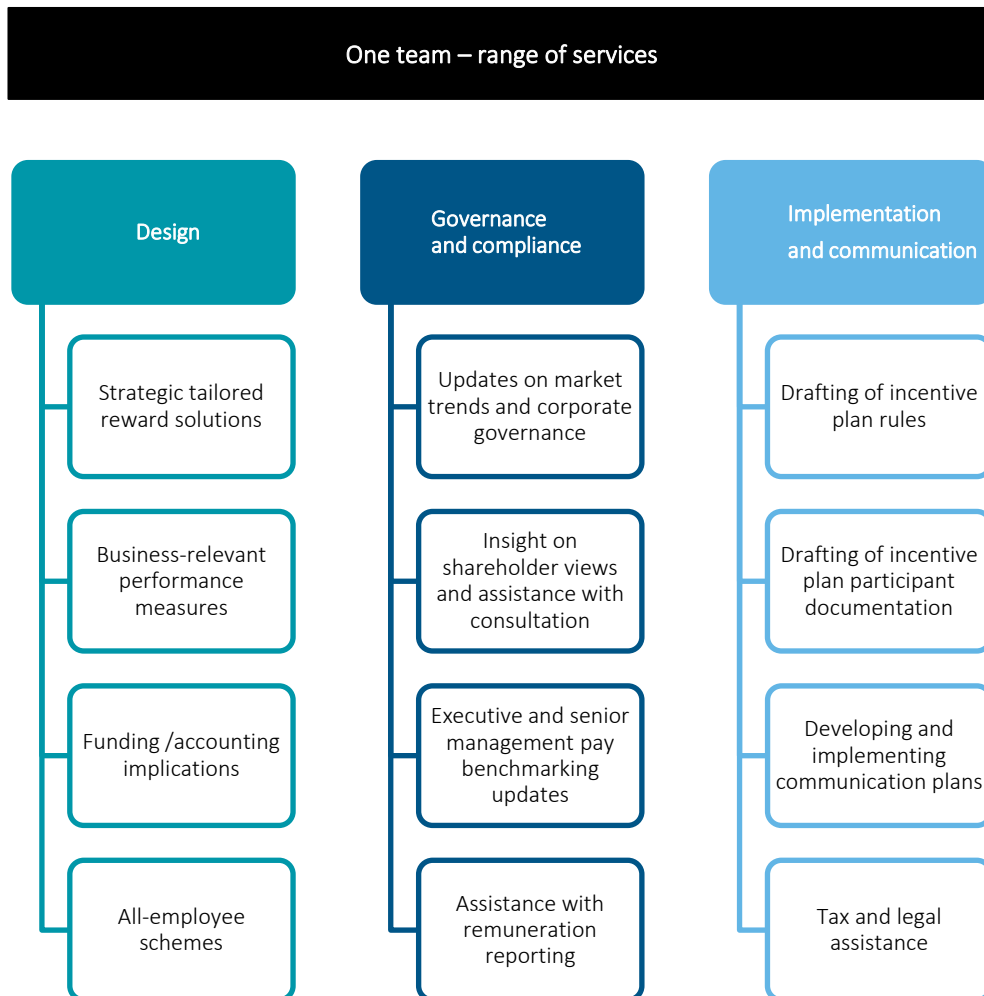 One team – range of services
Design
Strategic tailored
reward solutions
Business-relevant
performance
measures
Funding /accounting
implications
All-employee
schemes
Governance
and compliance
Updates on market
trends and corporate
governance
Insight on
shareholder views
and assistance with
consultation
Executive and senior
management pay
benchmarking
updates
Assistance with
remuneration
reporting
Implementation
and communication
Drafting of incentive
plan rules
Drafting of incentive
plan participant
documentation
Developing and
implementing
communication plans
Tax and legal
assistance